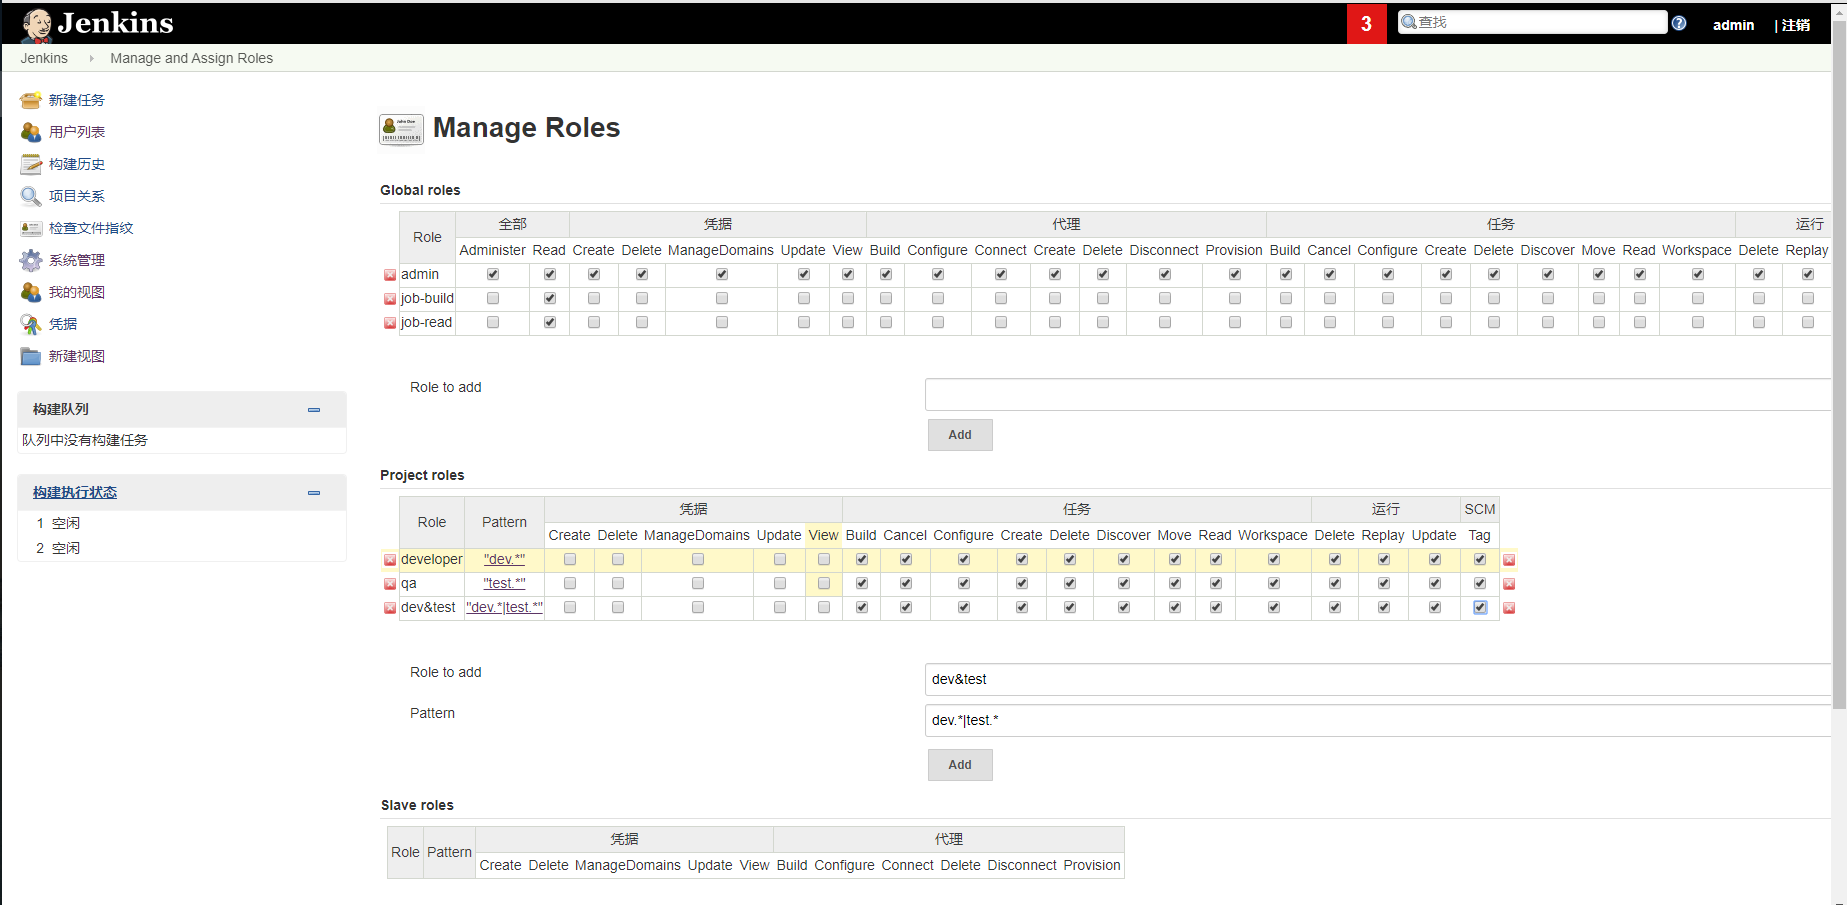 Jenkins
3
查找
admin
| 注销
Jenkins
Manage and Assign Roles
新建任务
用户列表
构建历史
项目关系
检查文件指纹
系统管理
我的视图
凭据
新建视图
构建队列
队列中没有构建任务
构建执行状态
1 空闲
2 空闲
Manage Roles
Global roles
Role 全部 凭据 代理 任务 运行
Administer Read Create Delete ManageDomains Update View Build Configure Connect Create Delete Disconnect Provision Build Cancel Configure Create Delete Discover Move Read Workspace Delete Replay
admin
job-build
job-read
Role to add
Add
Project roles
Role Pattern 凭据 任务 运行 SCM
Create Delete ManageDomains Update View Build Cancel Configure Create Delete Discover Move Read Workspace Delete Replay Update Tag
developer "dev.*"
qa "test.*"
dev&test "dev.*|test.*"
Role to add dev&test
Pattern dev.*|test.*
Add
Slave roles
Role Pattern 凭据 代理
Create Delete ManageDomains Update View Build Configure Connect Delete Disconnect Provision